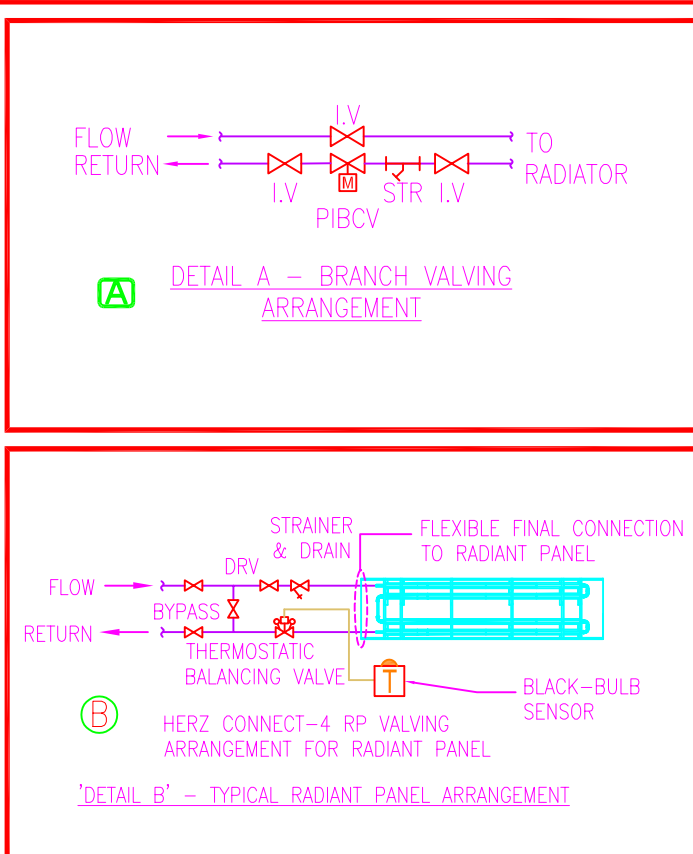 I.V
FLOW
TO
RETURN
RADIATOR
I.V
STR
I.V
M
PIBCV
A
DETAIL A – BRANCH VALVING
ARRANGEMENT
STRAINER
& DRAIN
FLEXIBLE FINAL CONNECTION
TO RADIANT PANEL
DRV
FLOW
BYPASS
RETURN
THERMOSTATIC
BALANCING VALVE
T
BLACK–BULB
SENSOR
B
HERZ CONNECT–4 RP VALVING
ARRANGEMENT FOR RADIANT PANEL
'DETAIL B' – TYPICAL RADIANT PANEL ARRANGEMENT